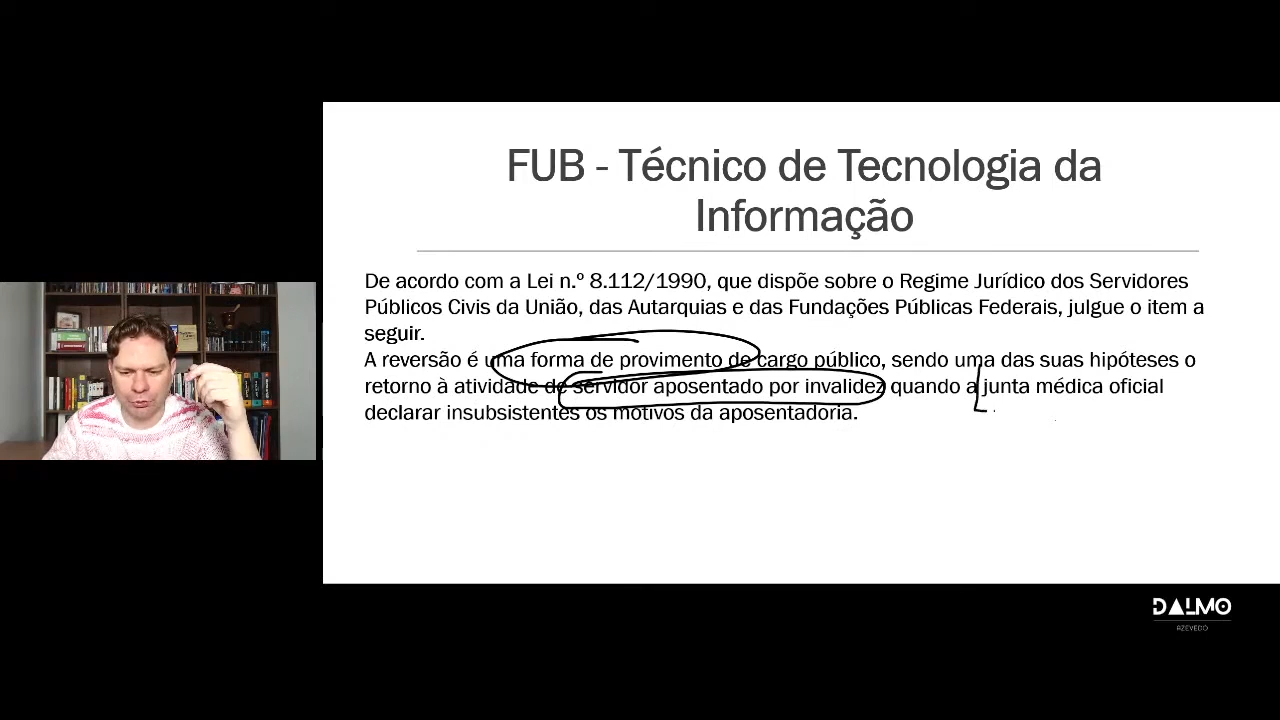 FUB - Técnico de Tecnologia da
Informação
De acordo com a Lei n.º 8.112/1990, que dispõe sobre o Regime Jurídico dos Servidores
Públicos Civis da União, das Autarquias e das Fundações Públicas Federais, julgue o item a
seguir.
A reversão é uma forma de provimento de cargo público, sendo uma das suas hipóteses o
retorno à atividade de servidor aposentado por invalidez quando a junta médica oficial
declarar insubsistentes os motivos da aposentadoria.
DALMO
AZEVEDO